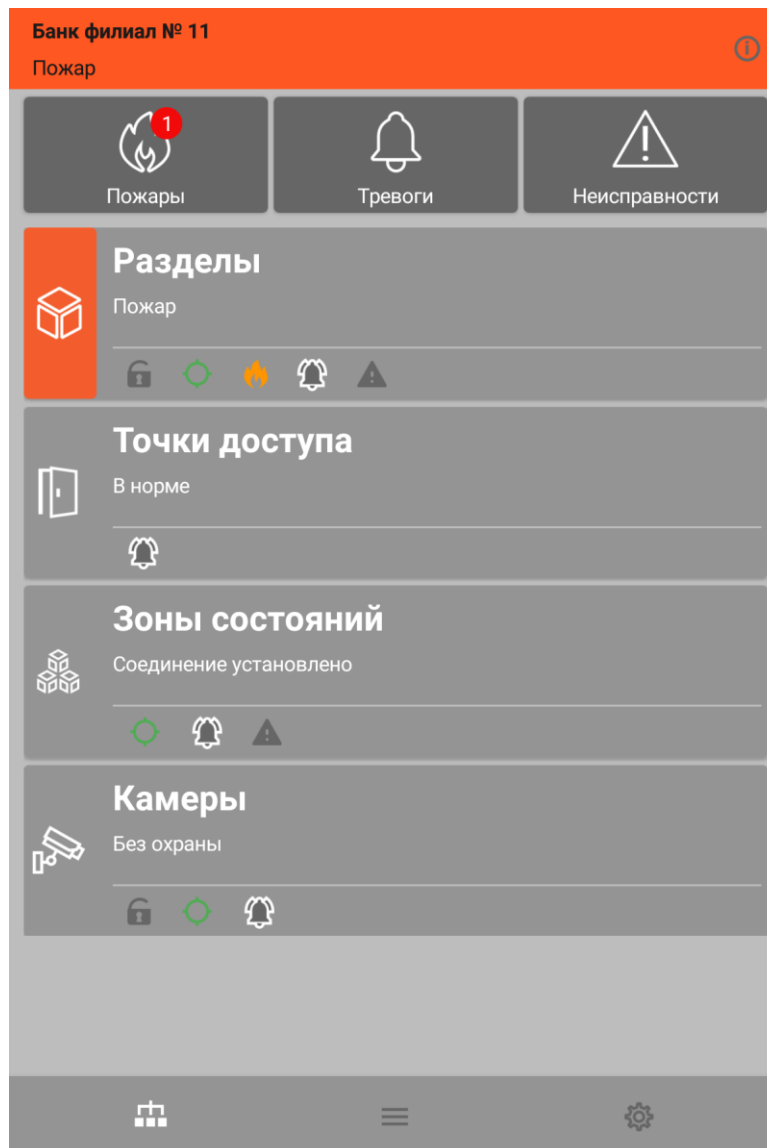 Банк филиал № 11
Пожар
1
Пожары
Тревоги
Неисправности
Разделы
Пожар
Точки доступа
В норме
Зоны состояний
Соединение установлено
Камеры
Без охраны